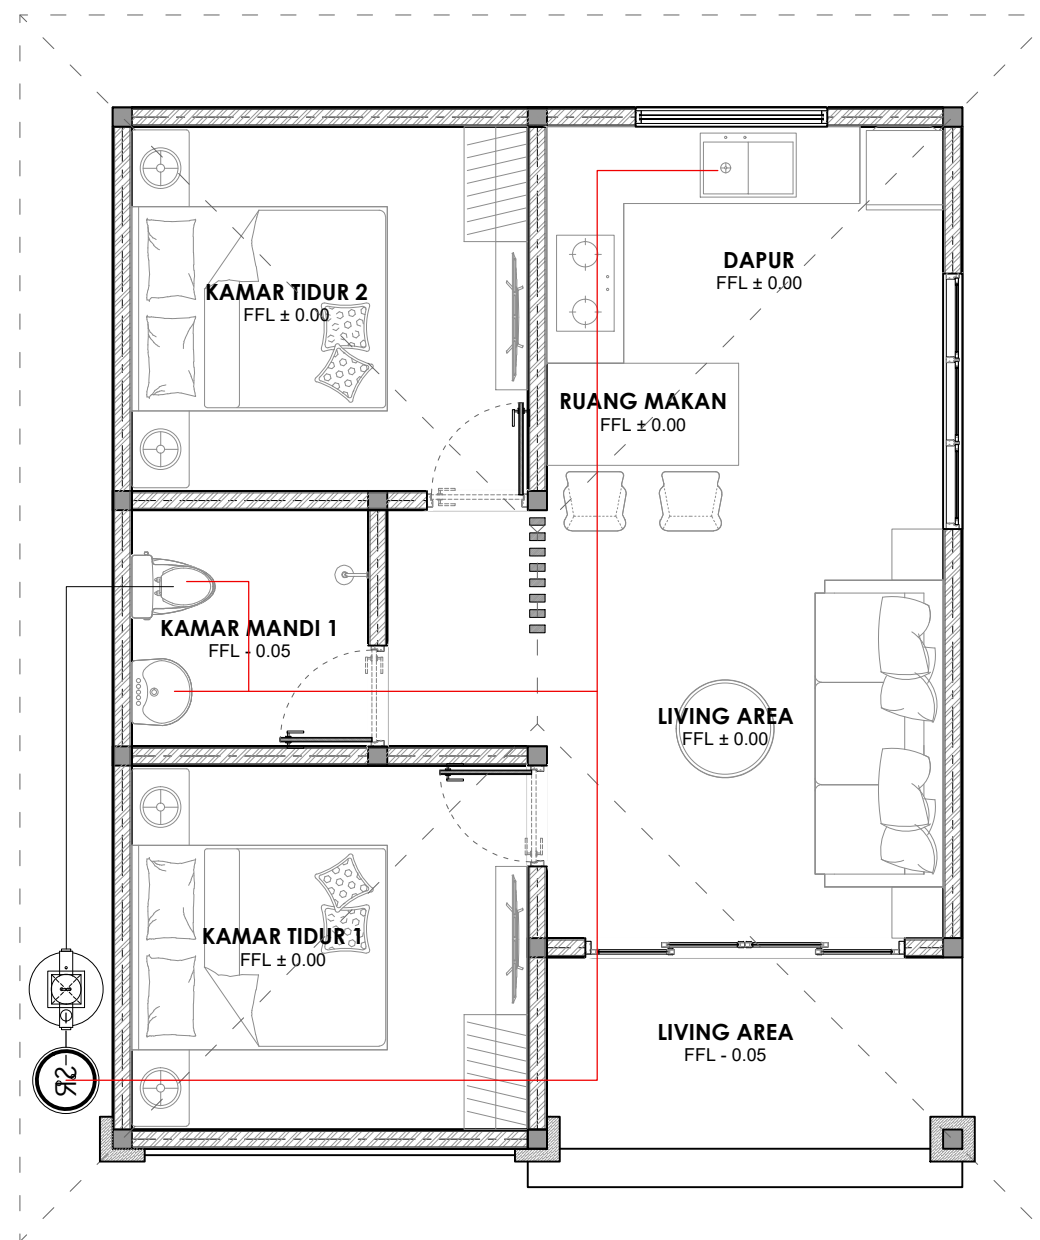 KAMAR TIDUR 2
FFL ± 0.00
DAPUR
FFL ± 0.00
RUANG MAKAN
FFL ± 0.00
KAMAR MANDI 1
FFL - 0.05
LIVING AREA
FFL ± 0.00
KAMAR TIDUR 1
FFL ± 0.00
LIVING AREA
FFL - 0.05
SR